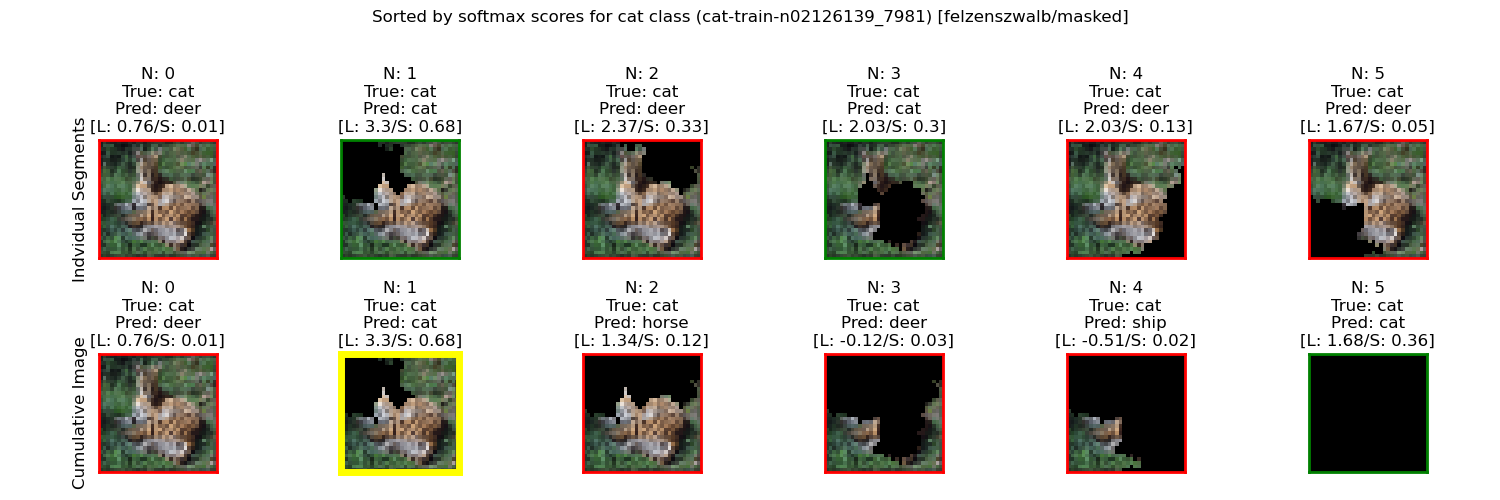 Sorted by softmax scores for cat class (cat-train-n02126139_7981) [felzenszwalb/masked]
Indvidual Segments
N: 0
True: cat
Pred: deer
[L: 0.76/S: 0.01]
N: 1
True: cat
Pred: cat
[L: 3.3/S: 0.68]
N: 2
True: cat
Pred: deer
[L: 2.37/S: 0.33]
N: 3
True: cat
Pred: cat
[L: 2.03/S: 0.3]
N: 4
True: cat
Pred: deer
[L: 2.03/S: 0.13]
N: 5
True: cat
Pred: deer
[L: 1.67/S: 0.05]
Cumulative Image
N: 0
True: cat
Pred: deer
[L: 0.76/S: 0.01]
N: 1
True: cat
Pred: cat
[L: 3.3/S: 0.68]
N: 2
True: cat
Pred: horse
[L: 1.34/S: 0.12]
N: 3
True: cat
Pred: deer
[L: -0.12/S: 0.03]
N: 4
True: cat
Pred: ship
[L: -0.51/S: 0.02]
N: 5
True: cat
Pred: cat
[L: 1.68/S: 0.36]